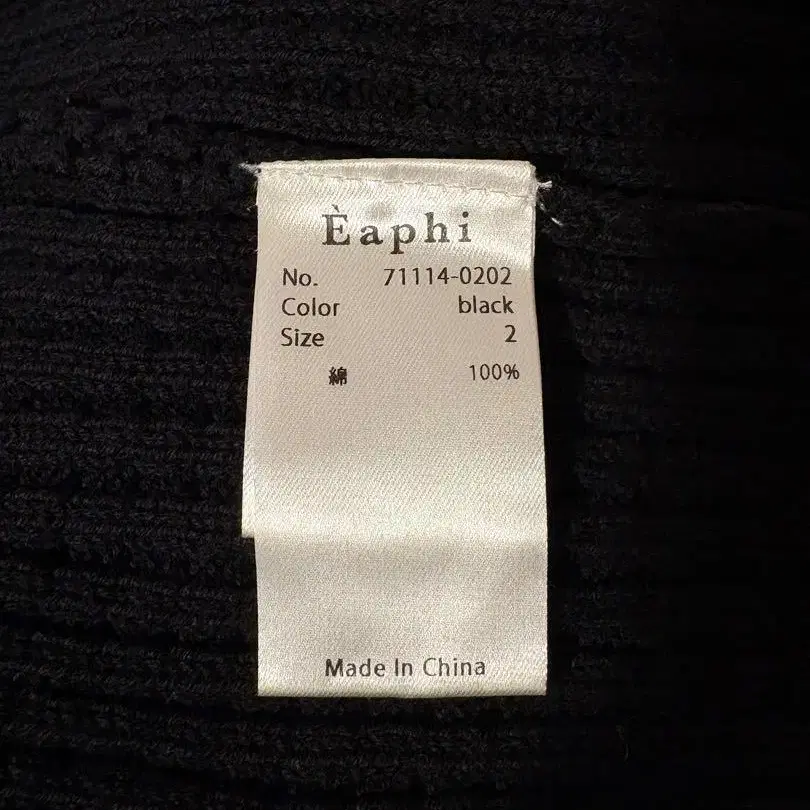 Èaphi
No. 71114-0202
Color black
Size 2
綿 100%
Made In China